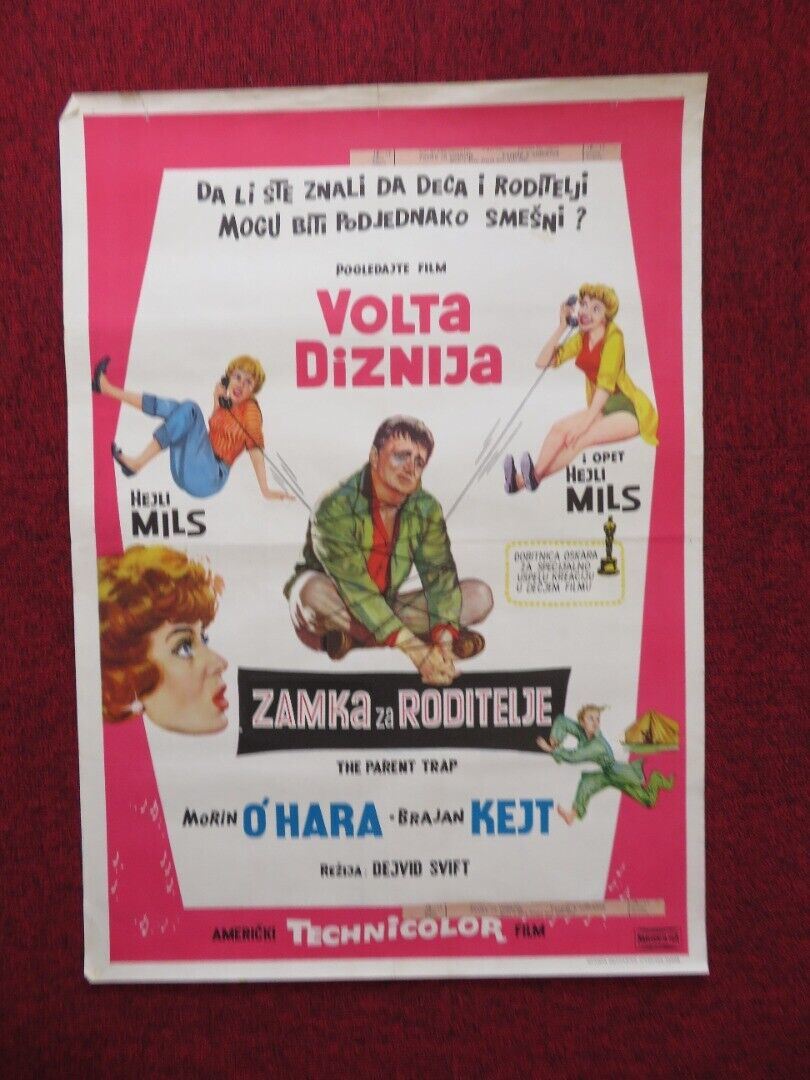 DA LI STE ZNALI DA DECA I RODITELJI
MOGU BITI PODJEDNAKO SMEŠNI ?
POGLEDAJTE FILM
VOLTA
DIZNIJA
HEJLI
MILS
I OPET
HEJLI
MILS
DOBITNICA OSKARA
ZA SPECIJALNO
USPELU KREACIJU
U DEČJEM FILMU
ZAMKA ZA RODITELJE
THE PARENT TRAP
MORIN O'HARA • BRAJAN KEJT
REŽIJA: DEJVID SVIFT
AMERIČKI TECHNICOLOR FILM